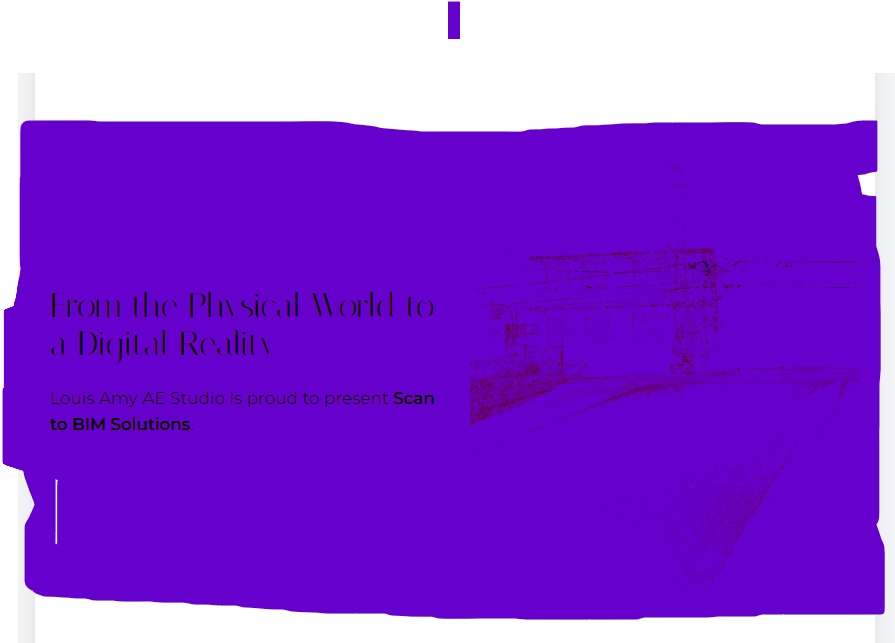 From the Physical World to
a Digital Reality
Louis Amy AE Studio is proud to present Scan
to BIM Solutions.